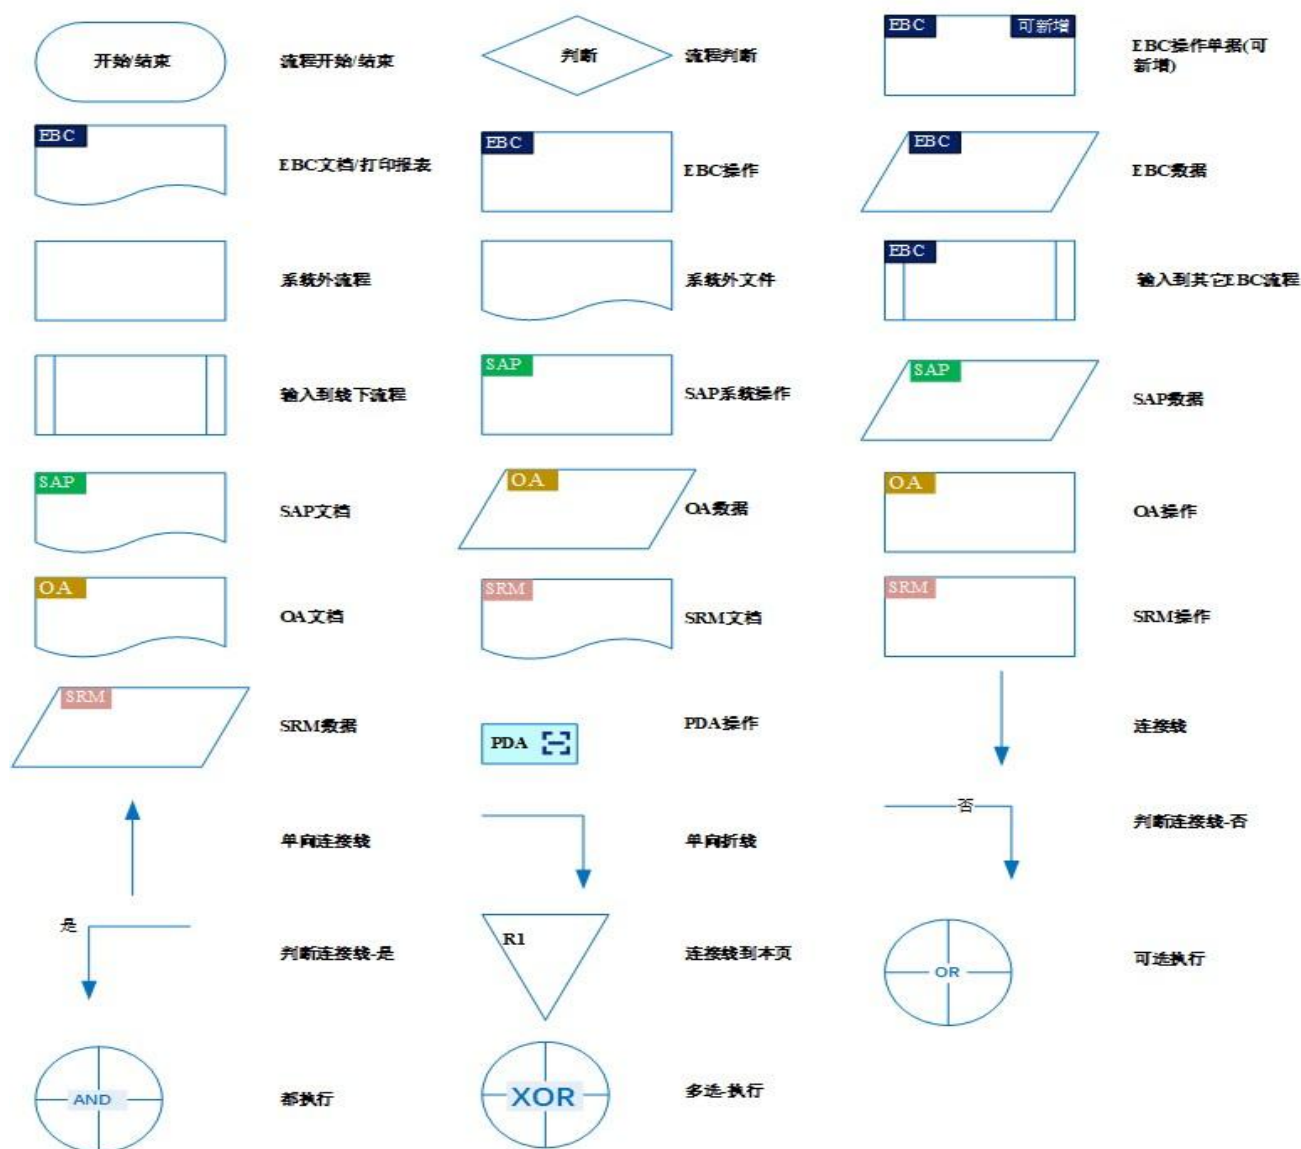 开始/结束
流程开始/结束
判断
流程判断
EBC
可新增
EBC操作单据(可
新增)
EBC
EBC文档/打印报表
EBC
EBC操作
EBC
EBC数据
系统外流程
系统外文件
EBC
输入到其它EBC流程
输入到线下流程
SAP
SAP系统操作
SAP
SAP数据
SAP
SAP文档
OA
OA数据
OA
OA操作
OA
OA文档
SRM
SRM文档
SRM
SRM操作
SRM
SRM数据
PDA
PDA操作
连接线
单向连接线
单向折线
否
判断连接线-否
是
判断连接线-是
R1
连接线到本页
OR
可选执行
AND
都执行
XOR
多选-执行